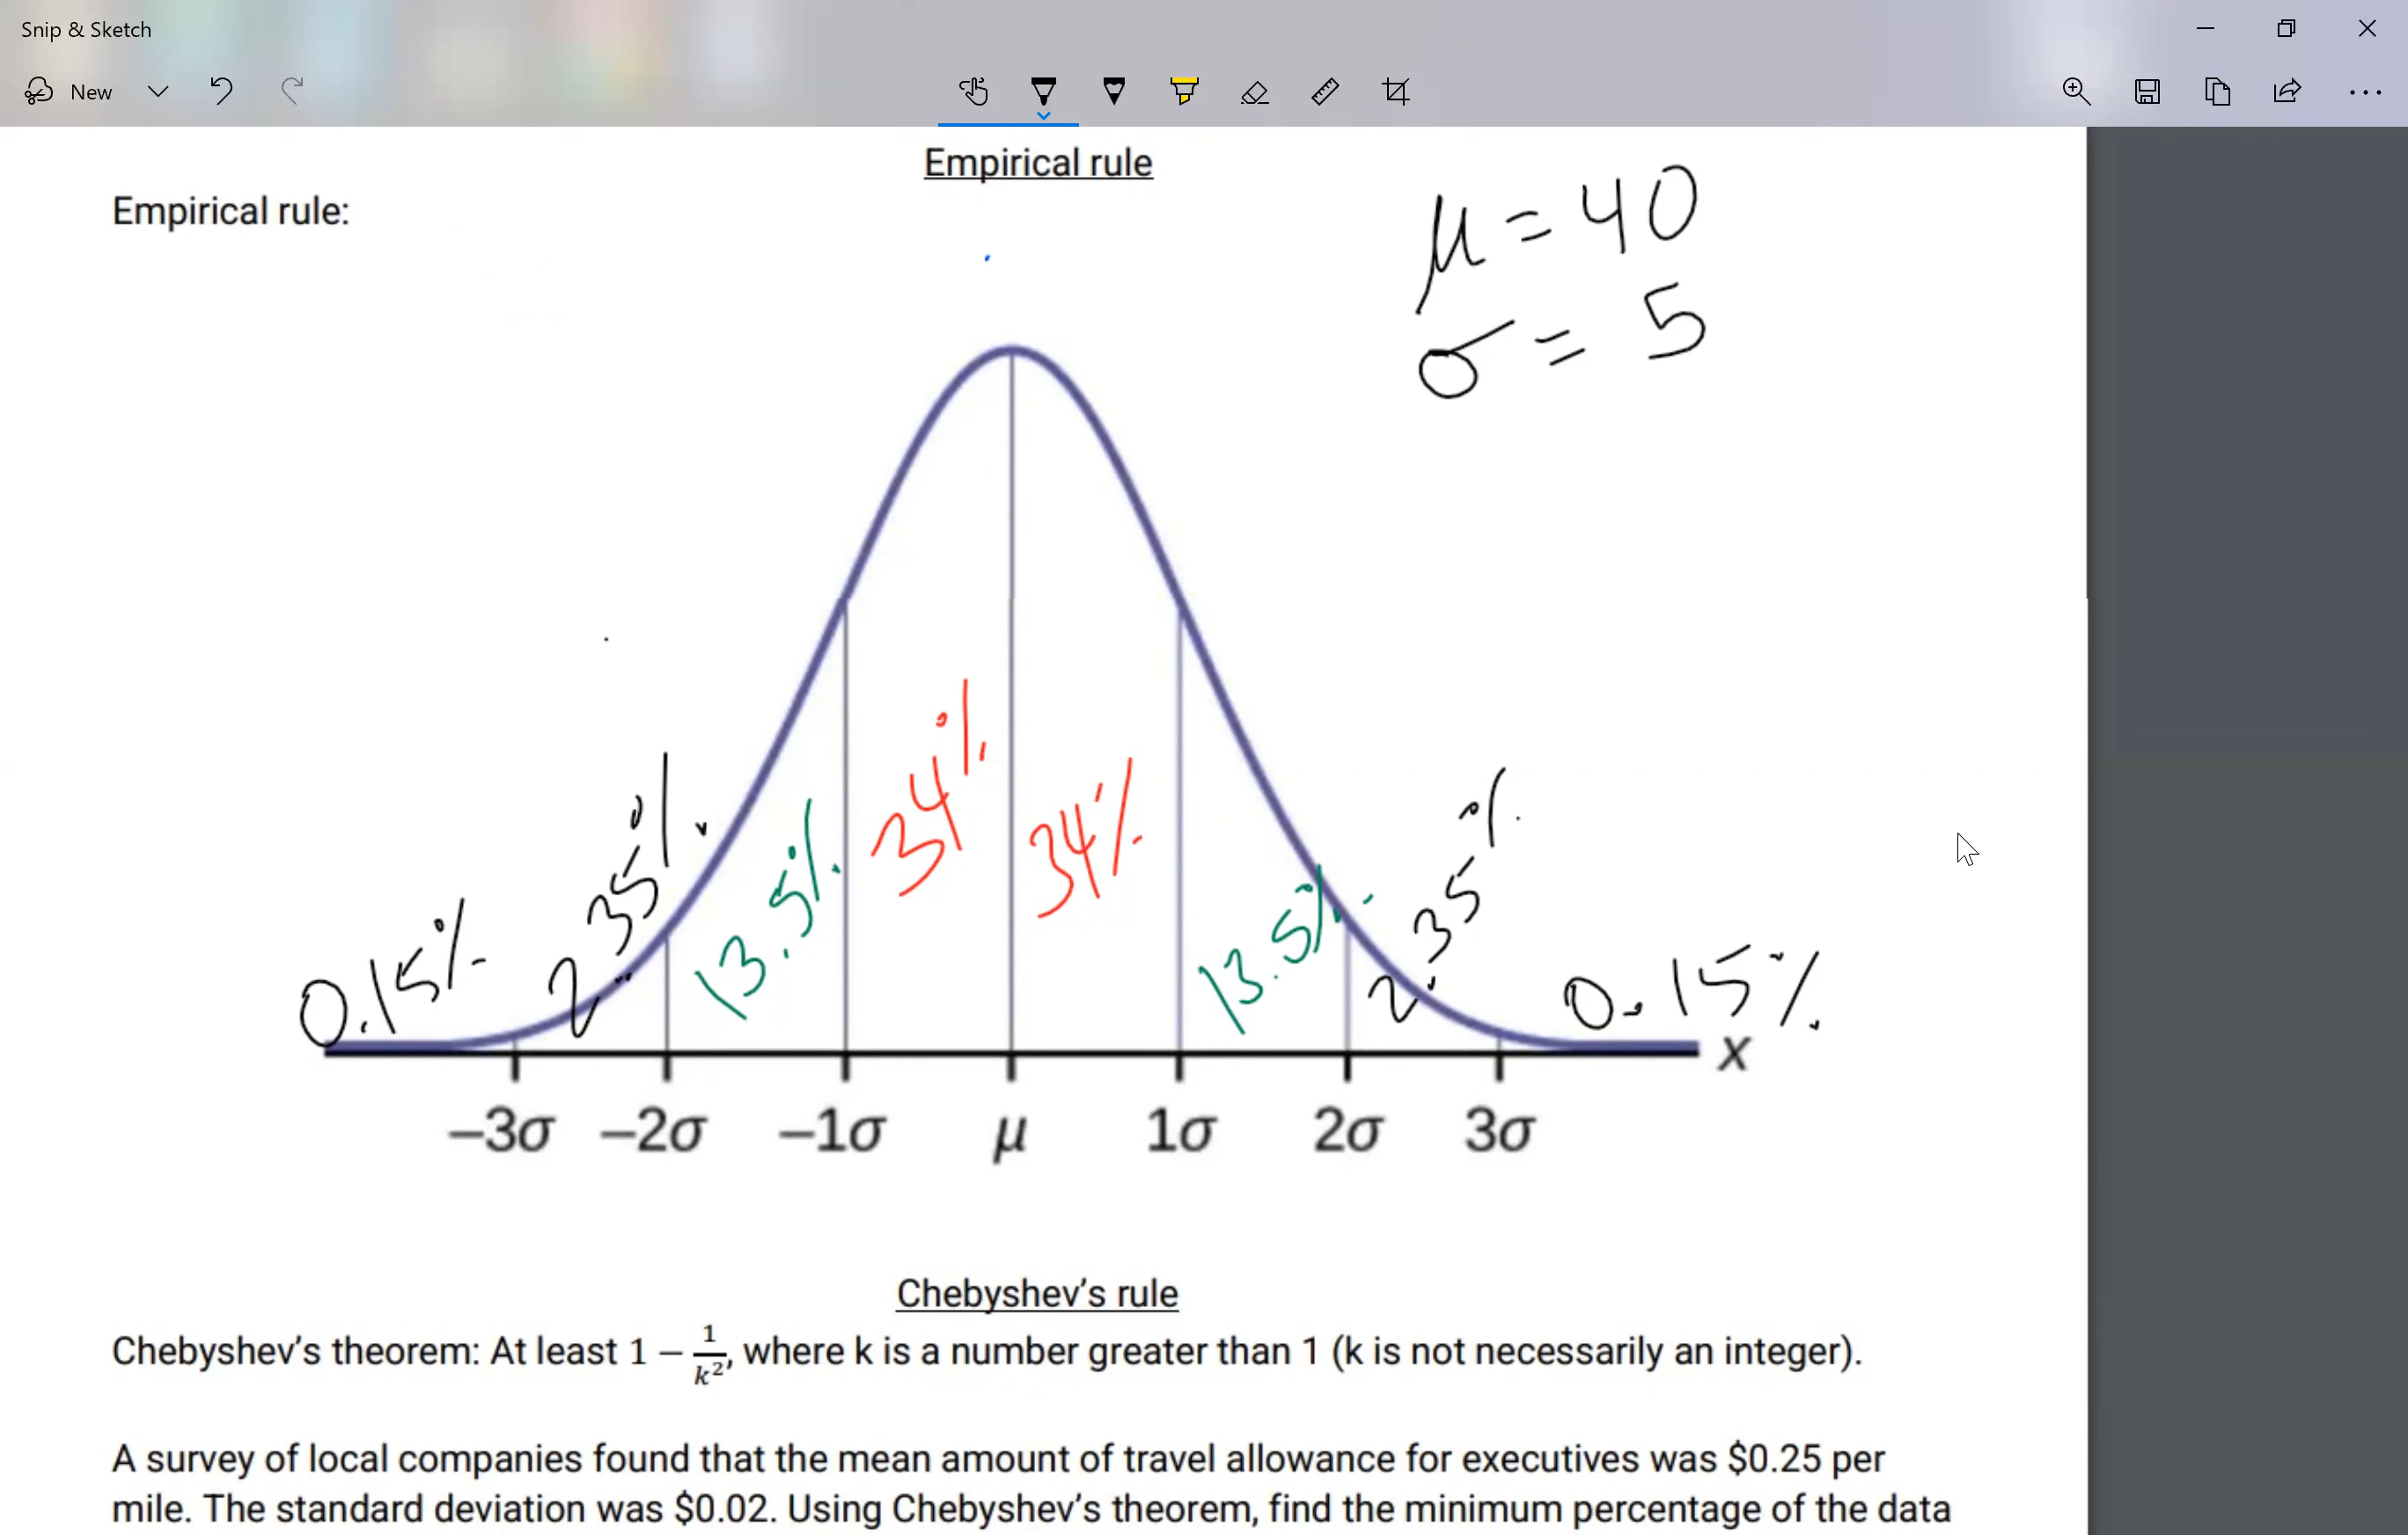 Snip & Sketch
New
Empirical rule
Empirical rule:
μ = 40
σ = 5
0.15%
2.35%
13.5%
34%
34%
13.5%
2.35%
0.15%
x
−3σ −2σ −1σ μ 1σ 2σ 3σ
Chebyshev’s rule
Chebyshev’s theorem: At least 1 − 1/k², where k is a number greater than 1 (k is not necessarily an integer).
A survey of local companies found that the mean amount of travel allowance for executives was $0.25 per
mile. The standard deviation was $0.02. Using Chebyshev’s theorem, find the minimum percentage of the data